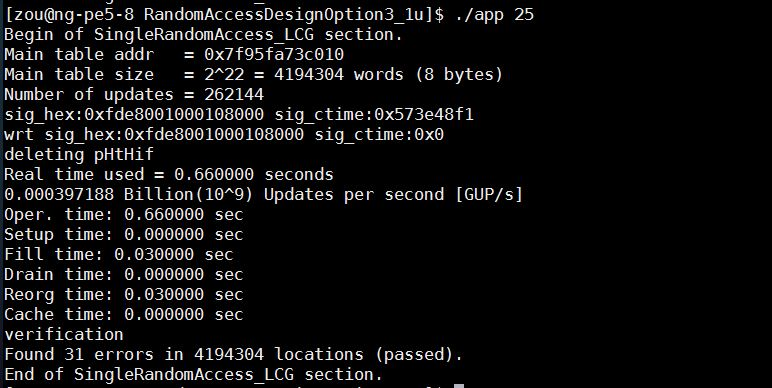 [zou@ng-pe5-8 RandomAccessDesignOption3_1u]$ ./app 25
Begin of SingleRandomAccess_LCG section.
Main table addr   = 0x7f95fa73c010
Main table size   = 2^22 = 4194304 words (8 bytes)
Number of updates = 262144
sig_hex:0xfde8001000108000 sig_ctime:0x573e48f1
wrt sig_hex:0xfde8001000108000 sig_ctime:0x0
deleting pHtHif
Real time used = 0.660000 seconds
0.000397188 Billion(10^9) Updates per second [GUP/s]
Oper. time: 0.660000 sec
Setup time: 0.000000 sec
Fill time: 0.030000 sec
Drain time: 0.000000 sec
Reorg time: 0.030000 sec
Cache time: 0.000000 sec
verification
Found 31 errors in 4194304 locations (passed).
End of SingleRandomAccess_LCG section.